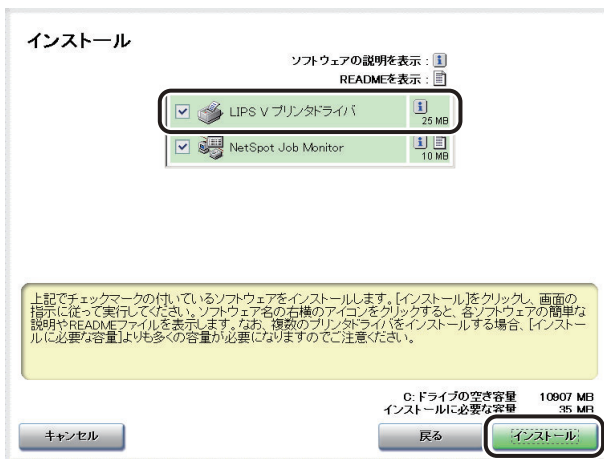 インストール
ソフトウェアの説明を表示 :
READMEを表示 :
LIPS V プリンタドライバ
25 MB
NetSpot Job Monitor
10 MB
上記でチェックマークの付いているソフトウェアをインストールします。[インストール]をクリックし、画面の
指示に従って実行してください。ソフトウェア名の右横のアイコンをクリックすると、各ソフトウェアの簡単な
説明やREADMEファイルを表示します。なお、複数のプリンタドライバをインストールする場合、[インストー
ルに必要な容量]よりも多くの容量が必要になりますのでご注意ください。
C:ドライブの空き容量 10907 MB
インストールに必要な容量 35 MB
キャンセル
戻る
インストール